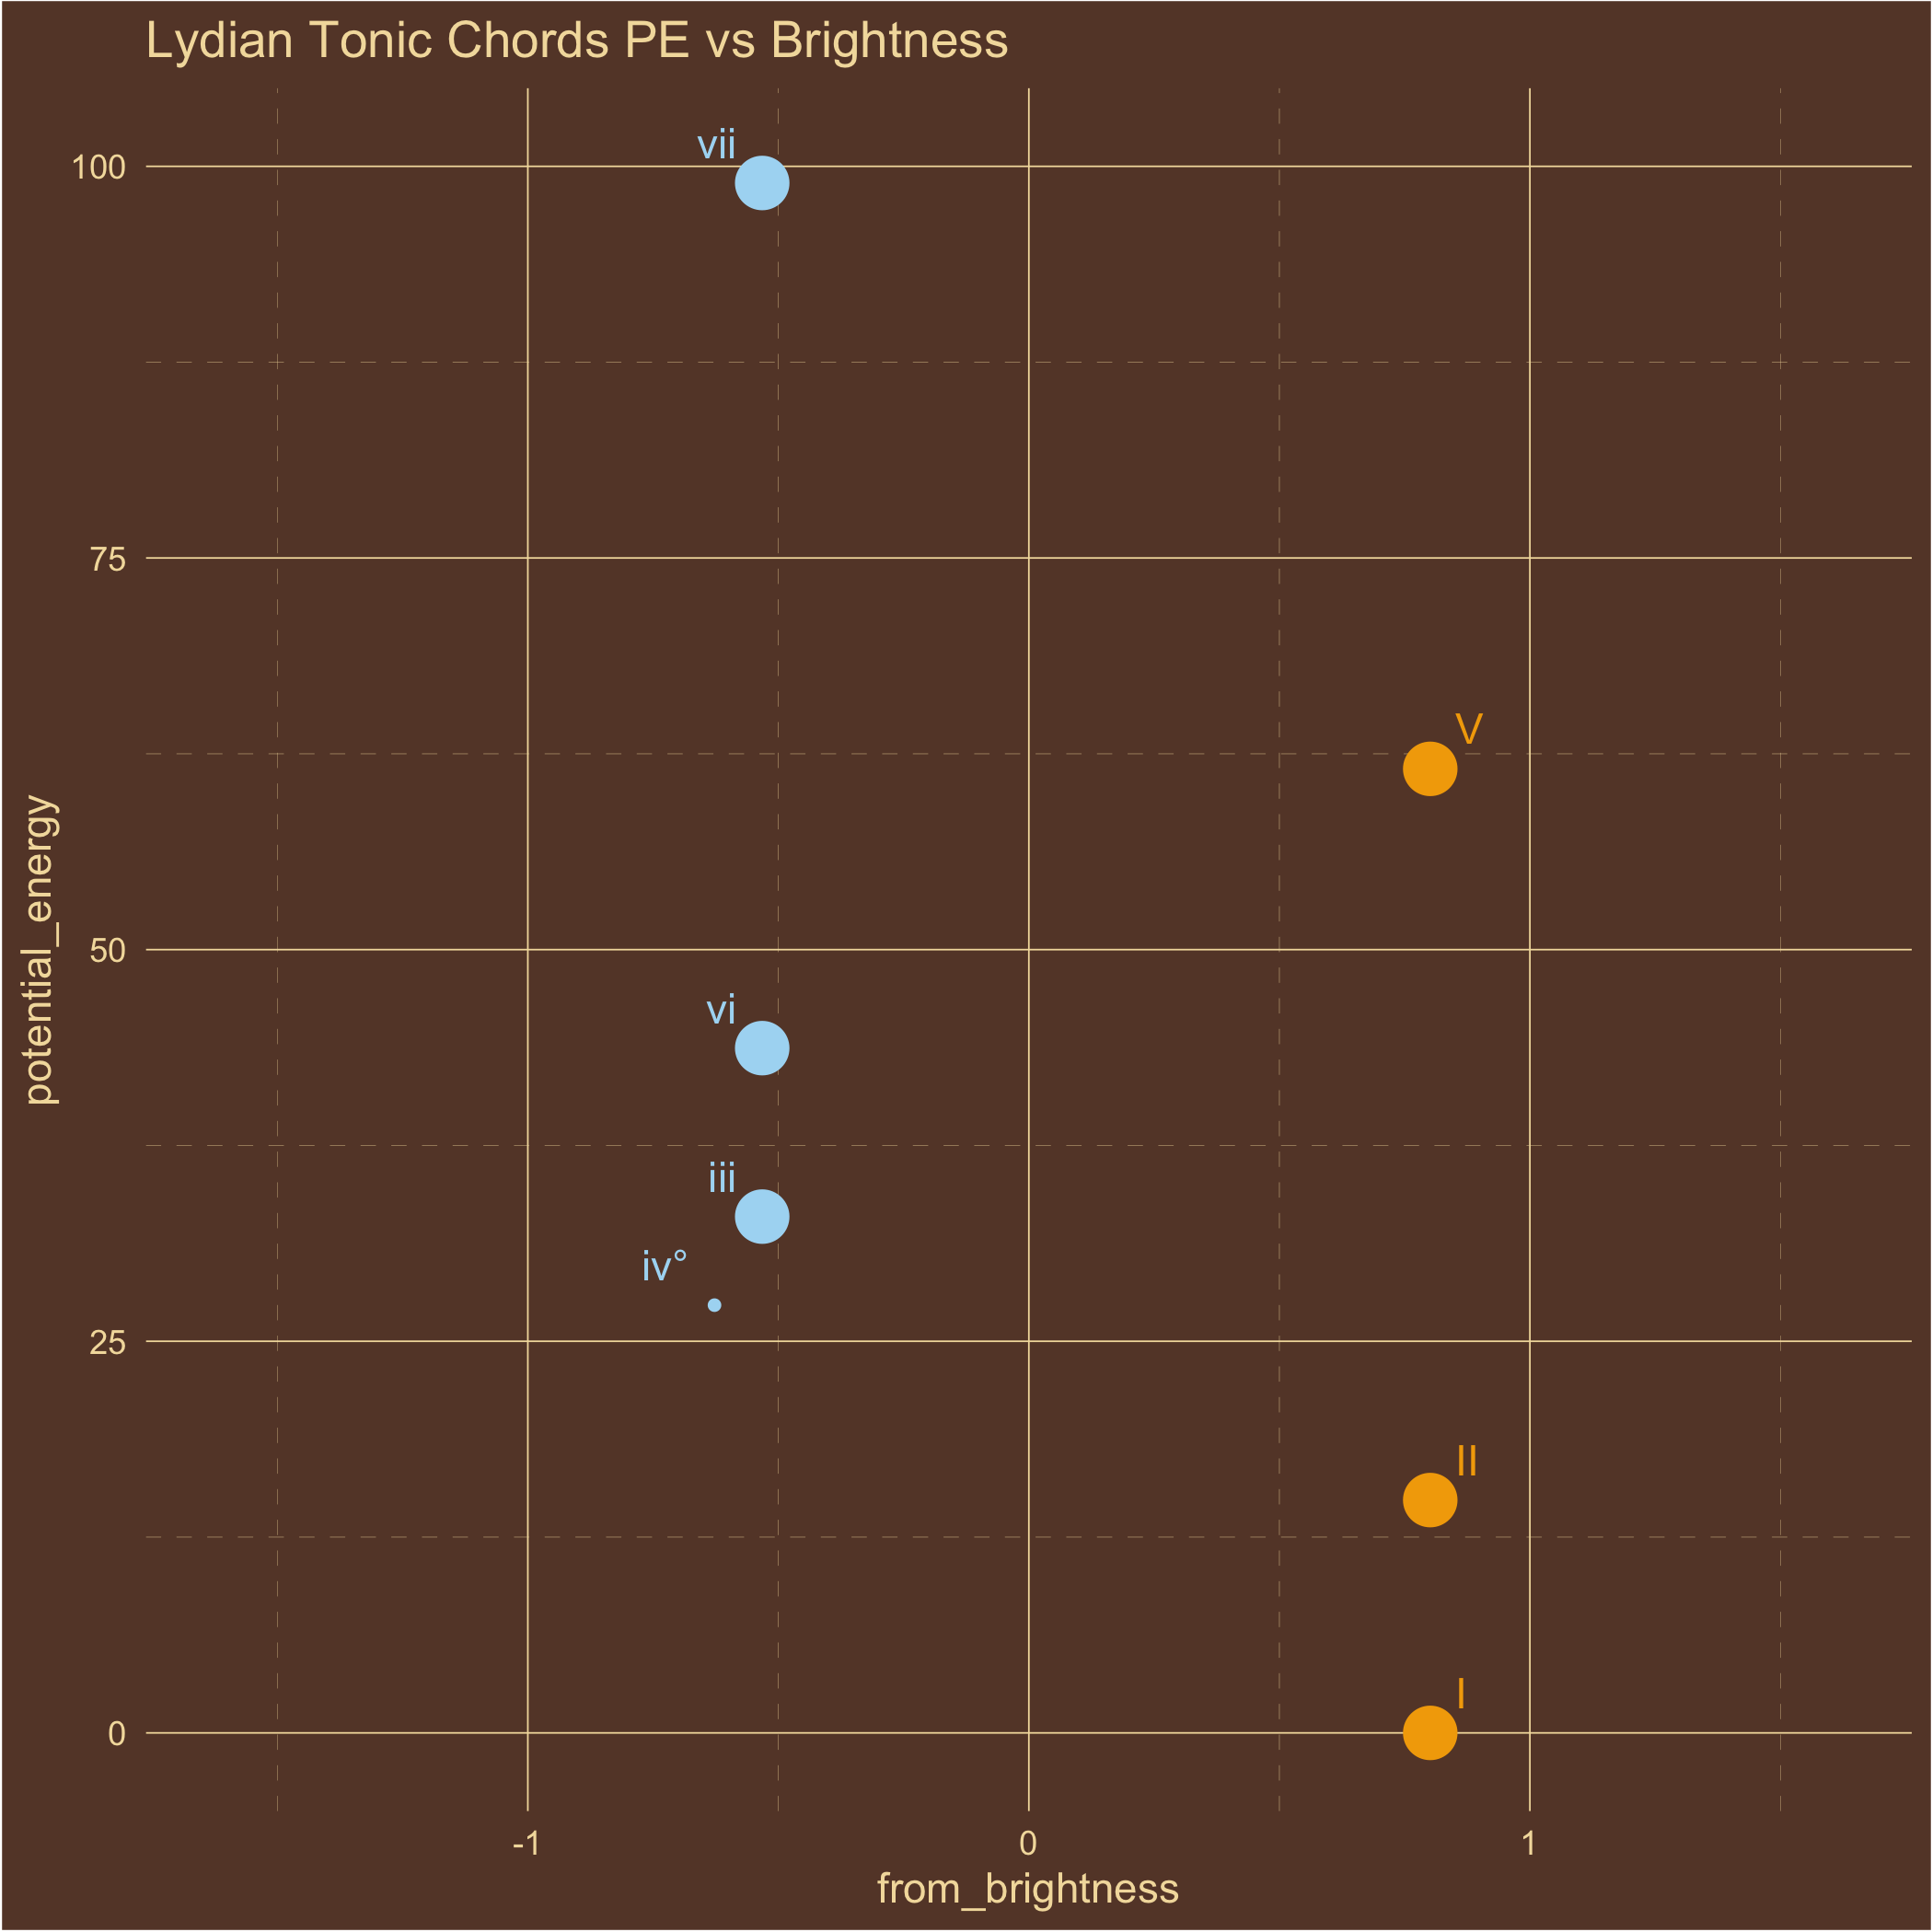 Lydian Tonic Chords PE vs Brightness
vii
100
75
V
potential_energy
50
vi
iii
iv°
25
II
I
0
-1 0 1
from_brightness